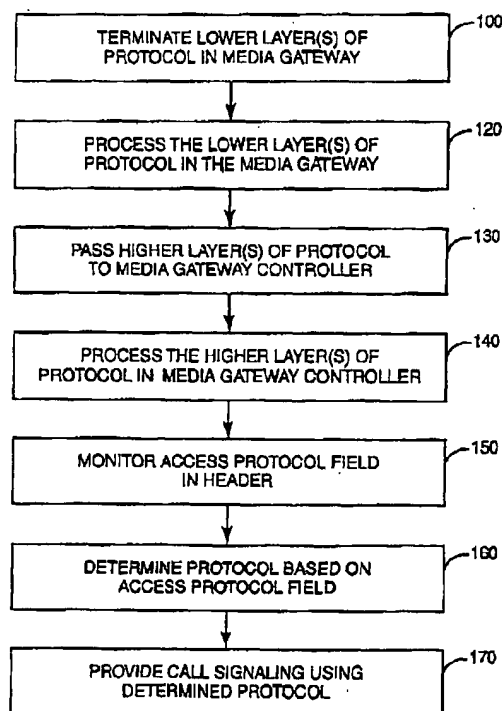 TERMINATE LOWER LAYER(S) OF
PROTOCOL IN MEDIA GATEWAY
100
PROCESS THE LOWER LAYER(S) OF
PROTOCOL IN THE MEDIA GATEWAY
120
PASS HIGHER LAYER(S) OF PROTOCOL
TO MEDIA GATEWAY CONTROLLER
130
PROCESS THE HIGHER LAYER(S) OF
PROTOCOL IN MEDIA GATEWAY CONTROLLER
140
MONITOR ACCESS PROTOCOL FIELD
IN HEADER
150
DETERMINE PROTOCOL BASED ON
ACCESS PROTOCOL FIELD
160
PROVIDE CALL SIGNALING USING
DETERMINED PROTOCOL
170